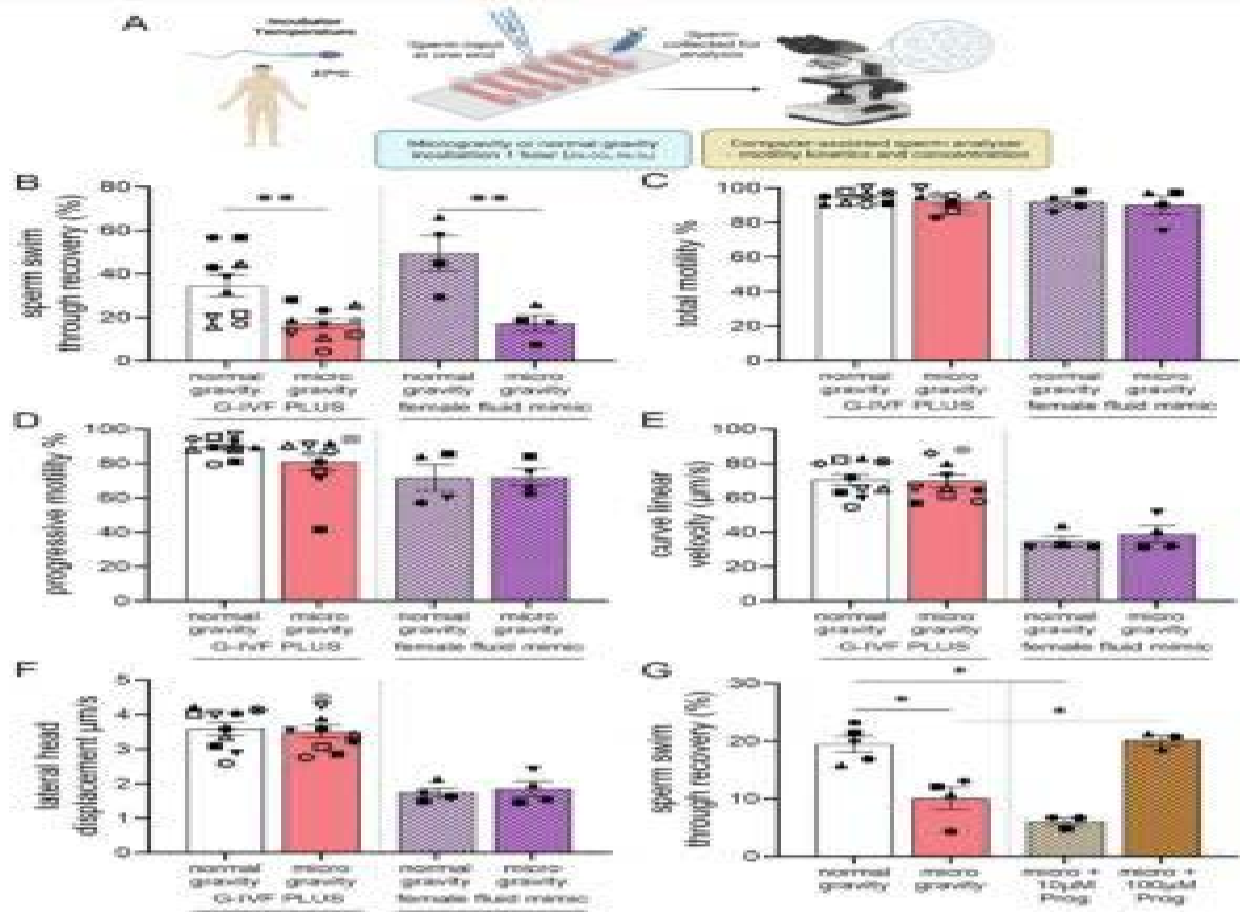 A
Incubator
Temperature
37°C
Sperm input
at one end
Sperm
collected for
analysis
Microgravity or normal gravity
incubation 1 hour
Computer assisted sperm analyser
motility kinetics and concentration
B
sperm swim
through recovery (%)
80
60
40
20
0
**
**
normal
gravity
micro
gravity
normal
gravity
micro
gravity
G-IVF PLUS
female fluid mimic
C
total motility %
100
80
60
40
20
0
normal
gravity
micro
gravity
normal
gravity
micro
gravity
G-IVF PLUS
female fluid mimic
D
progressive motility %
100
80
60
40
20
0
normal
gravity
micro
gravity
normal
gravity
micro
gravity
G-IVF PLUS
female fluid mimic
E
curve linear
velocity (µm/s)
100
80
60
40
20
0
normal
gravity
micro
gravity
normal
gravity
micro
gravity
G-IVF PLUS
female fluid mimic
F
lateral head
displacement µm/s
5
4
3
2
1
0
normal
gravity
micro
gravity
normal
gravity
micro
gravity
G-IVF PLUS
female fluid mimic
G
sperm swim
through recovery (%)
30
20
10
0
*
*
*
normal
gravity
micro
gravity
micro +
10µM
Prog
micro +
100µM
Prog